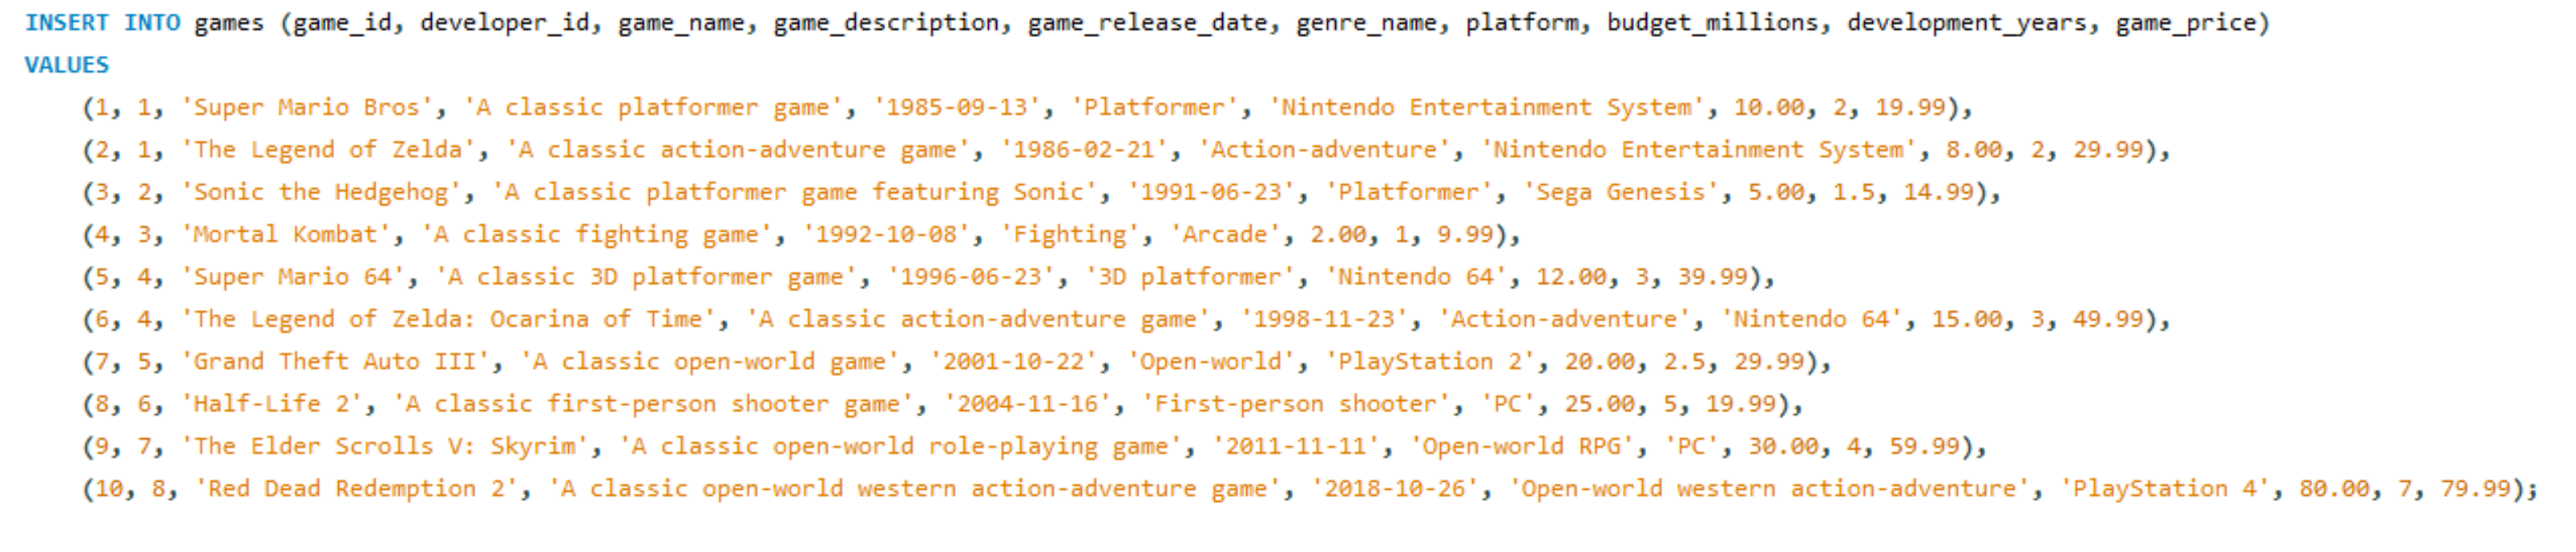 INSERT INTO games (game_id, developer_id, game_name, game_description, game_release_date, genre_name, platform, budget_millions, development_years, game_price)
VALUES
(1, 1, 'Super Mario Bros', 'A classic platformer game', '1985-09-13', 'Platformer', 'Nintendo Entertainment System', 10.00, 2, 19.99),
(2, 1, 'The Legend of Zelda', 'A classic action-adventure game', '1986-02-21', 'Action-adventure', 'Nintendo Entertainment System', 8.00, 2, 29.99),
(3, 2, 'Sonic the Hedgehog', 'A classic platformer game featuring Sonic', '1991-06-23', 'Platformer', 'Sega Genesis', 5.00, 1.5, 14.99),
(4, 3, 'Mortal Kombat', 'A classic fighting game', '1992-10-08', 'Fighting', 'Arcade', 2.00, 1, 9.99),
(5, 4, 'Super Mario 64', 'A classic 3D platformer game', '1996-06-23', '3D platformer', 'Nintendo 64', 12.00, 3, 39.99),
(6, 4, 'The Legend of Zelda: Ocarina of Time', 'A classic action-adventure game', '1998-11-23', 'Action-adventure', 'Nintendo 64', 15.00, 3, 49.99),
(7, 5, 'Grand Theft Auto III', 'A classic open-world game', '2001-10-22', 'Open-world', 'PlayStation 2', 20.00, 2.5, 29.99),
(8, 6, 'Half-Life 2', 'A classic first-person shooter game', '2004-11-16', 'First-person shooter', 'PC', 25.00, 5, 19.99),
(9, 7, 'The Elder Scrolls V: Skyrim', 'A classic open-world role-playing game', '2011-11-11', 'Open-world RPG', 'PC', 30.00, 4, 59.99),
(10, 8, 'Red Dead Redemption 2', 'A classic open-world western action-adventure game', '2018-10-26', 'Open-world western action-adventure', 'PlayStation 4', 80.00, 7, 79.99);